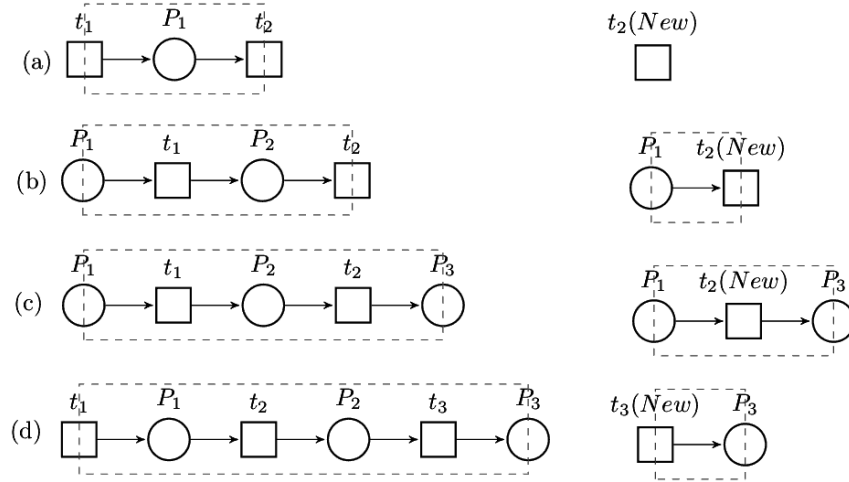 t₁ P₁ t₂ t₂(New)
(a)
P₁ t₁ P₂ t₂ P₁ t₂(New)
(b)
P₁ t₁ P₂ t₂ P₃ P₁ t₂(New) P₃
(c)
t₁ P₁ t₂ P₂ t₃ P₃ t₃(New) P₃
(d)